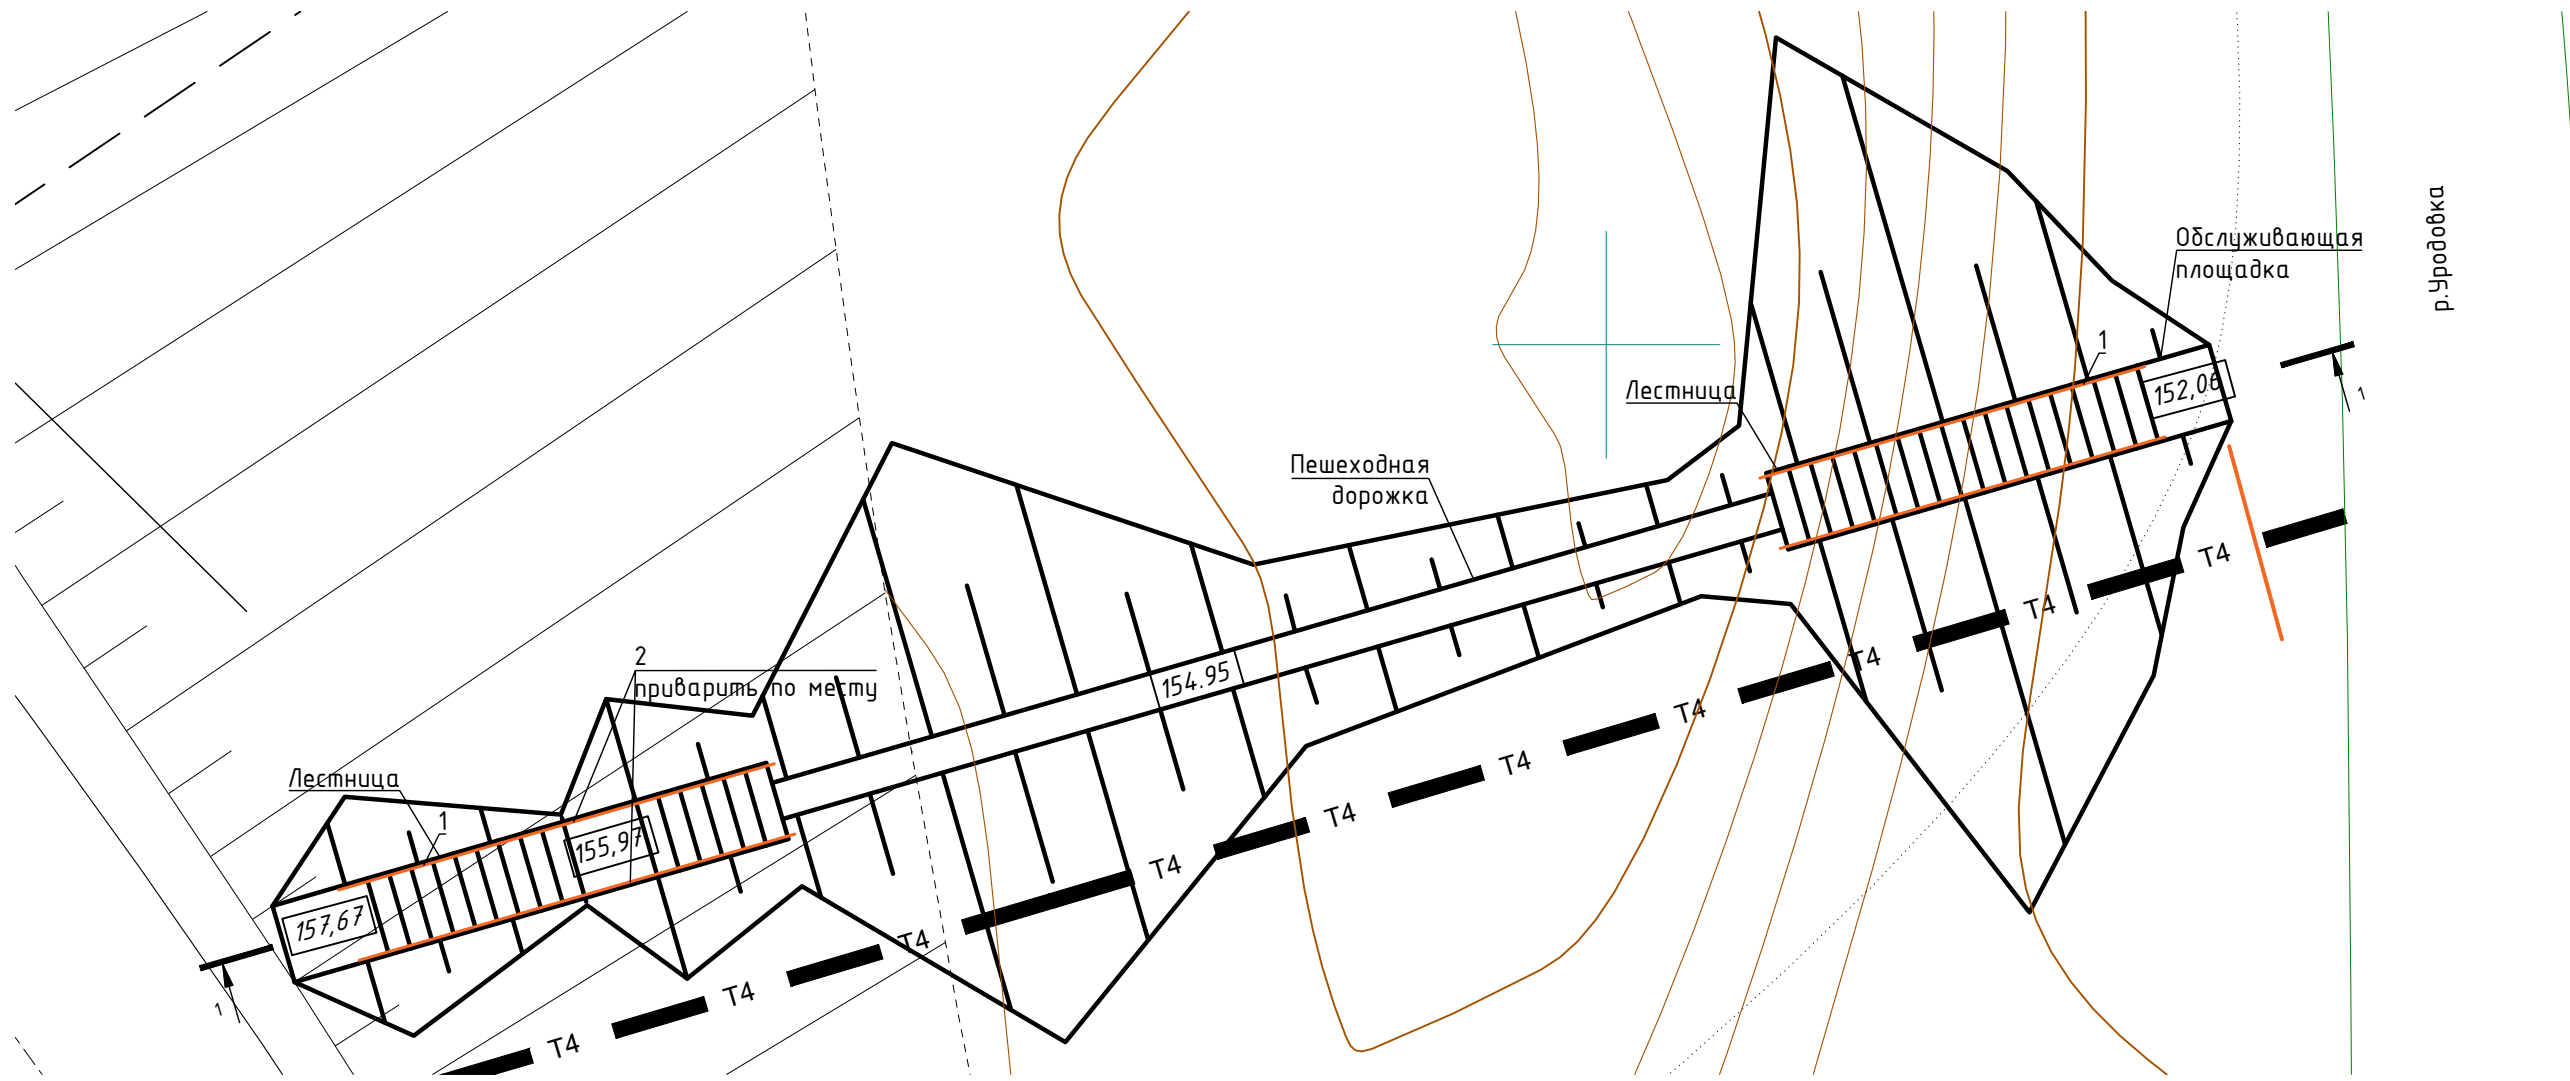 р.Уродовка
Обслуживающая
площадка
1
152,06
1
Лестница
Пешеходная
дорожка
Т4
Т4
Т4
Т4
Т4
Т4
Т4
Т4
Т4
Т4
154.95
2
приварить по месту
Лестница
1
155,97
157,67
1